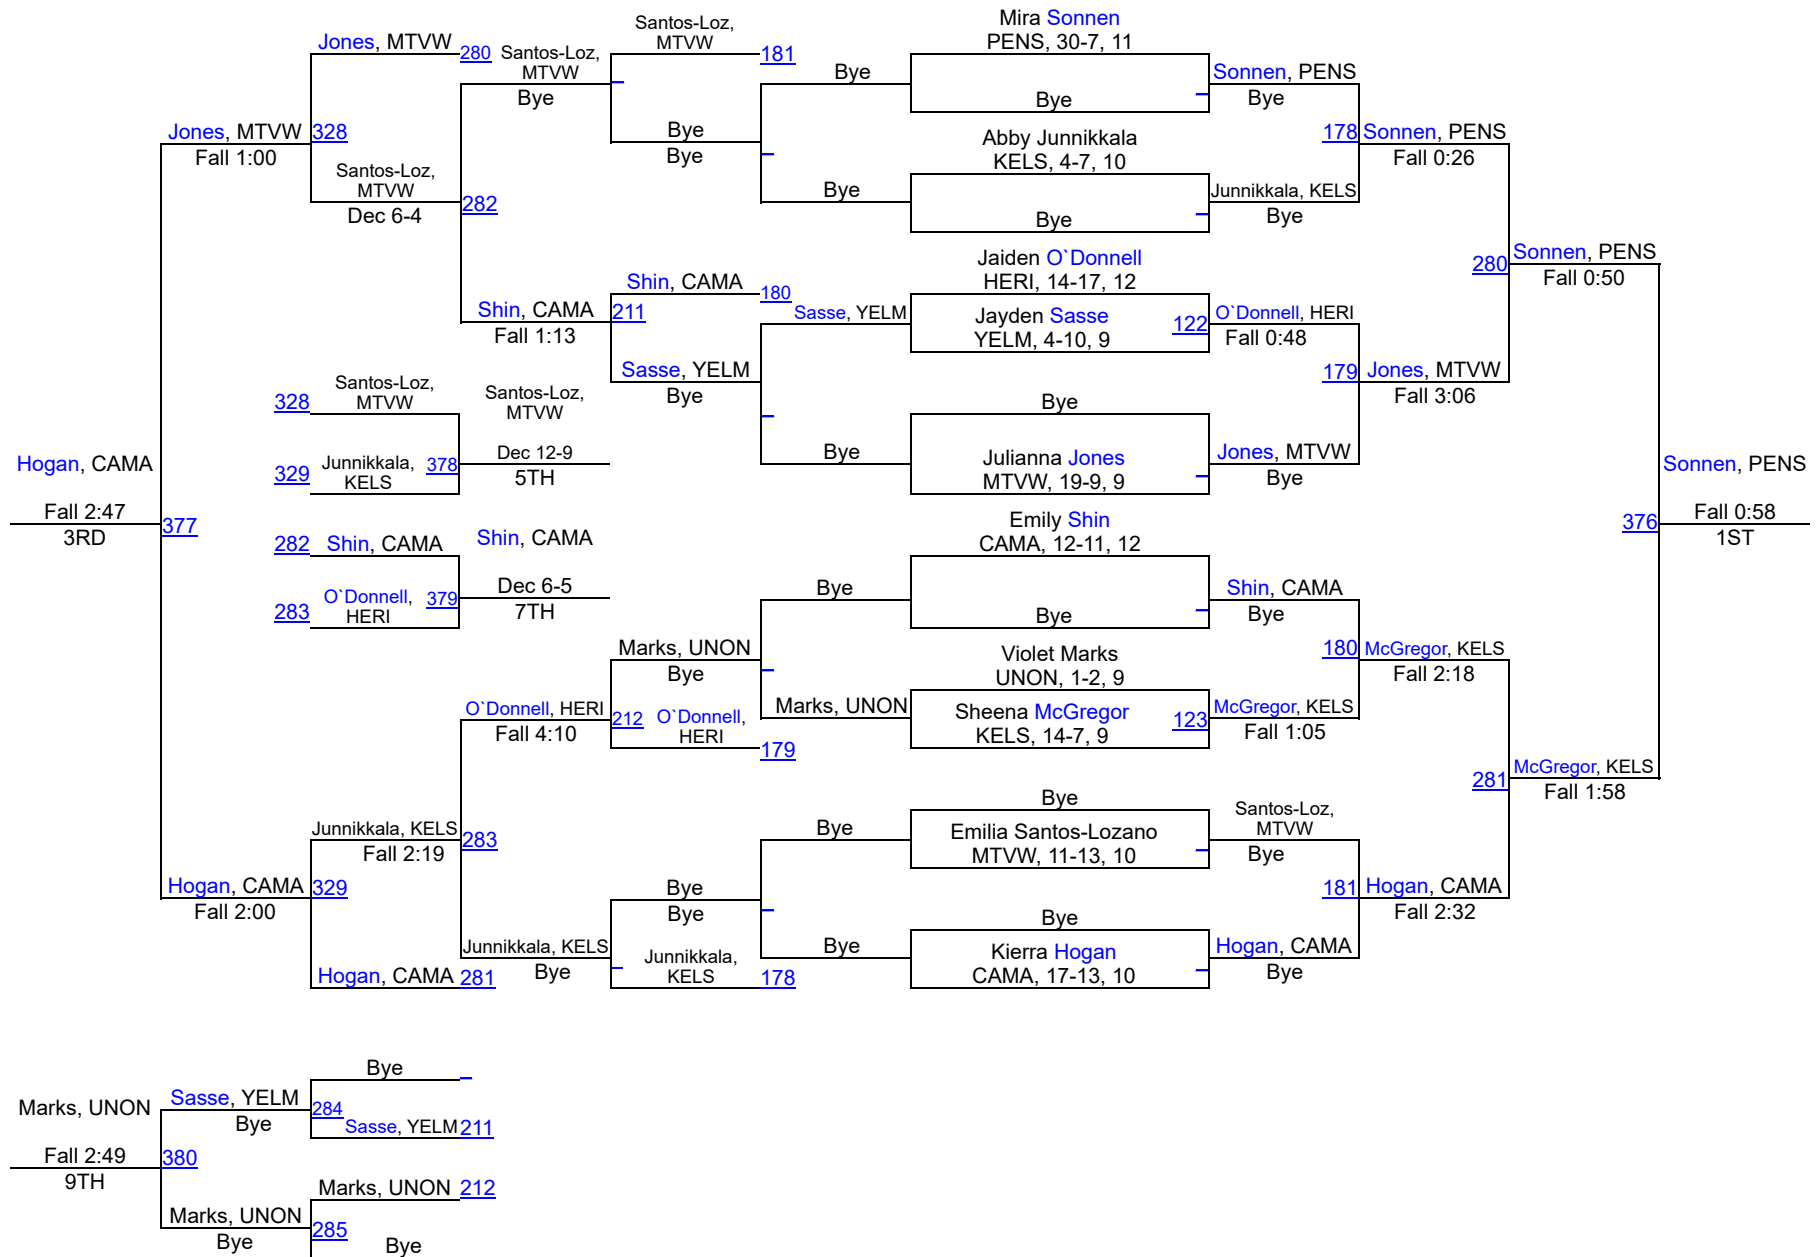 Jones, MTVW
280
Santos-Loz,
MTVW
Bye
Santos-Loz,
MTVW
181
Bye
Mira Sonnen
PENS, 30-7, 11
Bye
Sonnen, PENS
Bye
Jones, MTVW
328
Fall 1:00
Bye
Bye
Abby Junnikkala
KELS, 4-7, 10
178
Sonnen, PENS
Fall 0:26
Santos-Loz,
MTVW
Dec 6-4
282
Bye
Bye
Junnikkala, KELS
Bye
Jaiden O`Donnell
HERI, 14-17, 12
280
Sonnen, PENS
Fall 0:50
Shin, CAMA
180
Shin, CAMA
211
Fall 1:13
Sasse, YELM
Jayden Sasse
YELM, 4-10, 9
122
O`Donnell, HERI
Fall 0:48
Sasse, YELM
Bye
179
Jones, MTVW
Fall 3:06
328
Santos-Loz,
MTVW
Santos-Loz,
MTVW
Bye
329
Junnikkala,
KELS
378
Dec 12-9
5TH
Bye
Julianna Jones
MTVW, 19-9, 9
Jones, MTVW
Bye
Hogan, CAMA
Fall 2:47
3RD
377
Sonnen, PENS
376
Fall 0:58
1ST
282
Shin, CAMA
Shin, CAMA
Emily Shin
CAMA, 12-11, 12
283
O`Donnell,
HERI
379
Dec 6-5
7TH
Bye
Bye
Shin, CAMA
Bye
Marks, UNON
Bye
Violet Marks
UNON, 1-2, 9
180
McGregor, KELS
Fall 2:18
O`Donnell, HERI
Fall 4:10
212
O`Donnell,
HERI
179
Marks, UNON
Sheena McGregor
KELS, 14-7, 9
123
McGregor, KELS
Fall 1:05
281
McGregor, KELS
Fall 1:58
Junnikkala, KELS
Fall 2:19
283
Bye
Bye
Emilia Santos-Lozano
MTVW, 11-13, 10
Santos-Loz,
MTVW
Bye
Hogan, CAMA
Fall 2:00
329
Bye
Bye
181
Hogan, CAMA
Fall 2:32
Bye
Junnikkala, KELS
Bye
Junnikkala,
KELS
178
Bye
Kierra Hogan
CAMA, 17-13, 10
Hogan, CAMA
Bye
Hogan, CAMA
281
Bye
Marks, UNON
Sasse, YELM
Bye
284
Sasse, YELM
211
Fall 2:49
9TH
380
Marks, UNON
212
Marks, UNON
Bye
285
Bye